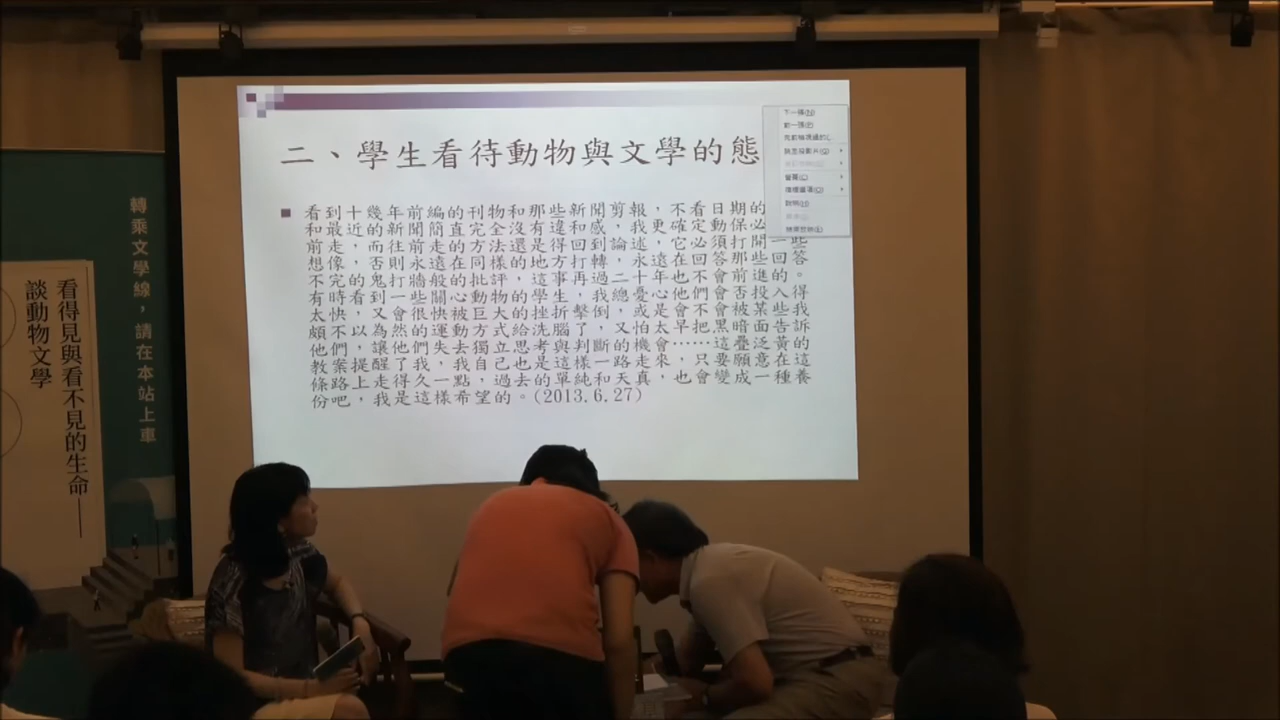 二、學生看待動物與文學的態
■ 看到十幾年前編的刊物和那些新聞剪報，不看日期的
和最近的新聞簡直完全沒有違和感，我更確定動保必
前走，而往前走的方法還是得回到論述，它必須打開一些
想像，否則永遠在同樣的地方打轉，永遠在回答那些回答
不完的鬼打牆般的批評，這事再過二十年也不會前進的。
有時看到一些關心動物的學生，我總憂心他們會否投入得
太快，又會很快被巨大的挫折擊倒，或是會不會被某些我
頗不以為然的運動方式給洗腦了，又怕太早把黑暗面告訴
他們，讓他們失去獨立思考與判斷的機會……這疊泛黃的
教案提醒了我，我自己也是這樣一路走來，只要願意在這
條路上走得久一點，過去的單純和天真，也會變成一種養
份吧，我是這樣希望的。(2013.6.27)
下一張(N)
前一張(P)
螢幕(C)
說明(H)
結束放映(E)
轉乘文學線，請在本站上車
看得見與看不見的生命——
談動物文學